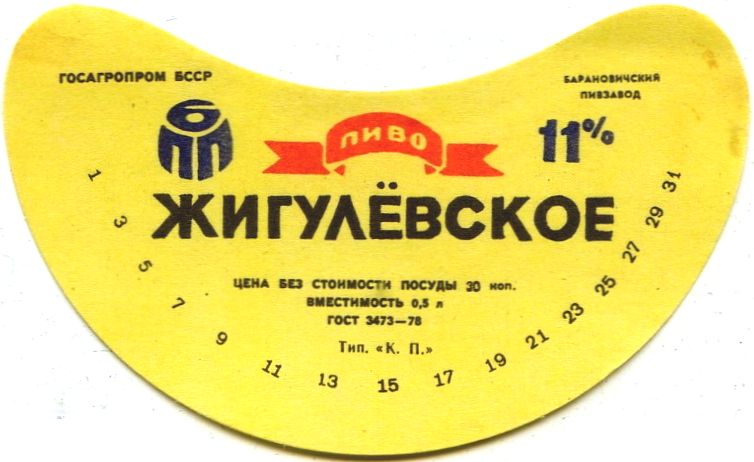 ГОСАГРОПРОМ БССР
БАРАНОВИЧСКИЙ
ПИВЗАВОД
б
ПП
ПИВО
11%
ЖИГУЛЁВСКОЕ
ЦЕНА БЕЗ СТОИМОСТИ ПОСУДЫ 30 коп.
ВМЕСТИМОСТЬ 0,5 л
ГОСТ 3473—78
Тип. «К. П.»
1 3 5 7 9 11 13 15 17 19 21 23 25 27 29 31